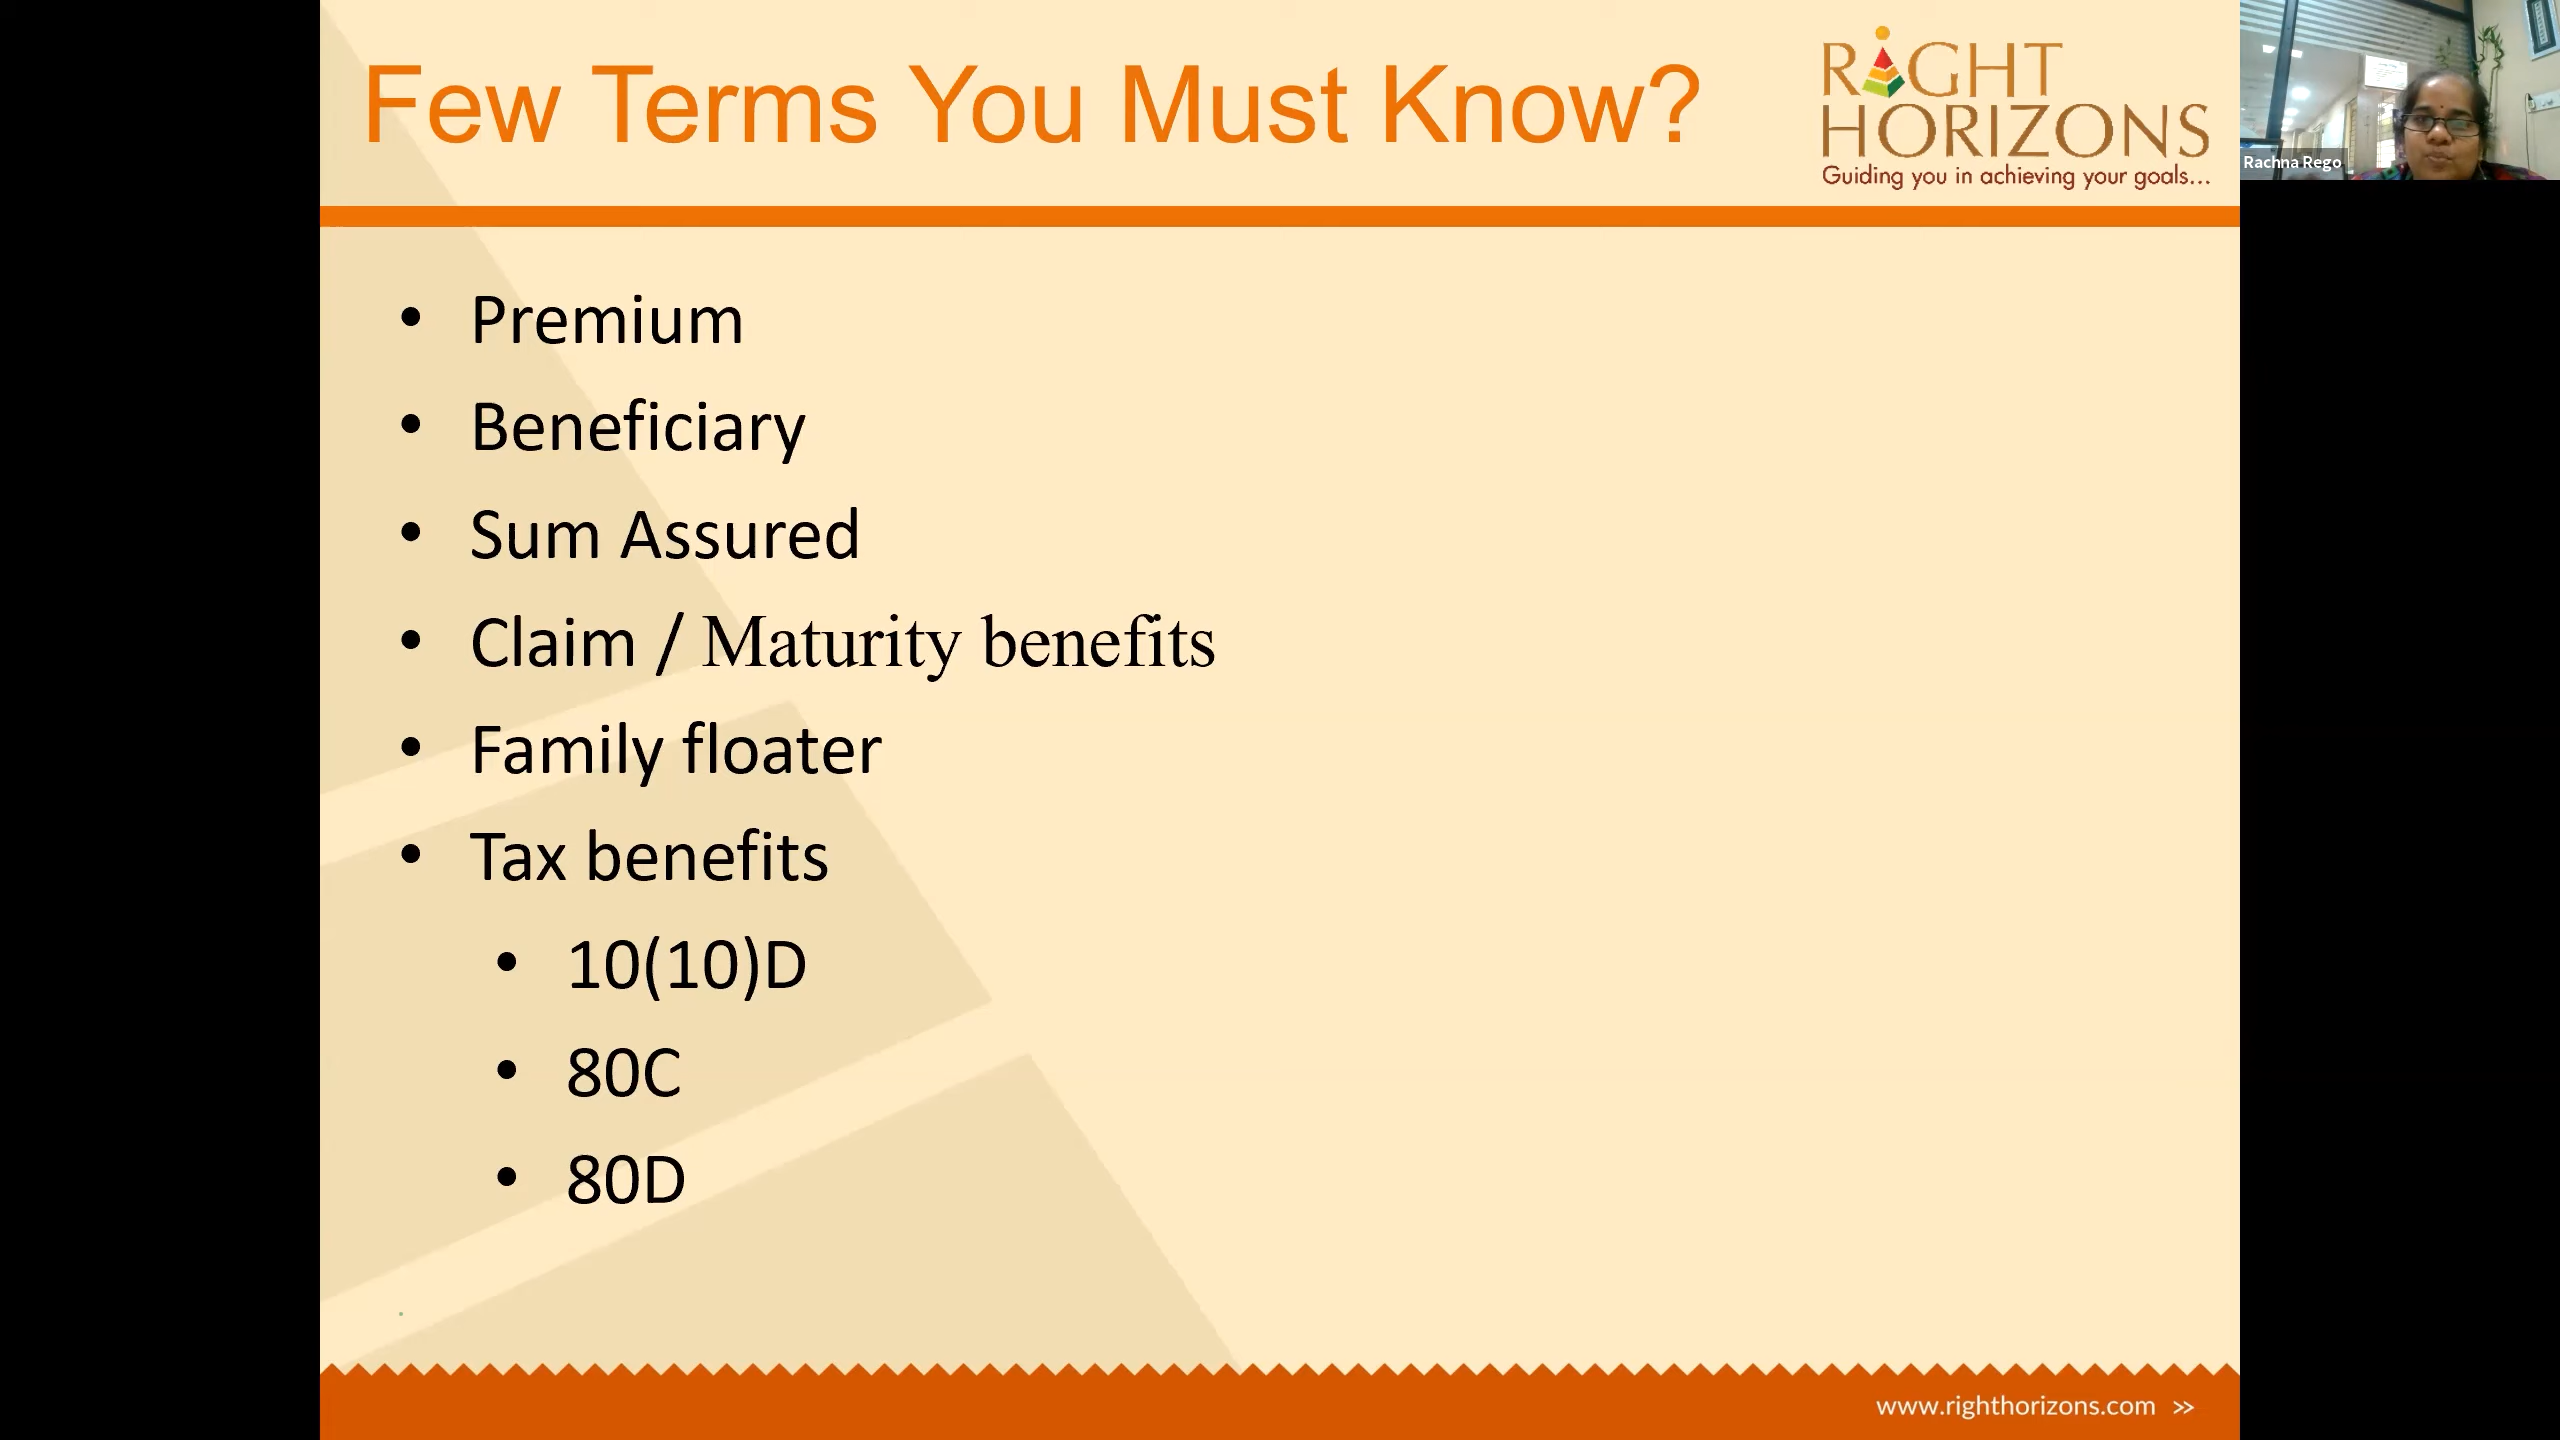 Few Terms You Must Know?
RIGHT
HORIZONS
Guiding you in achieving your goals...
Rachna Rego
• Premium
• Beneficiary
• Sum Assured
• Claim / Maturity benefits
• Family floater
• Tax benefits
• 10(10)D
• 80C
• 80D
www.righthorizons.com >>